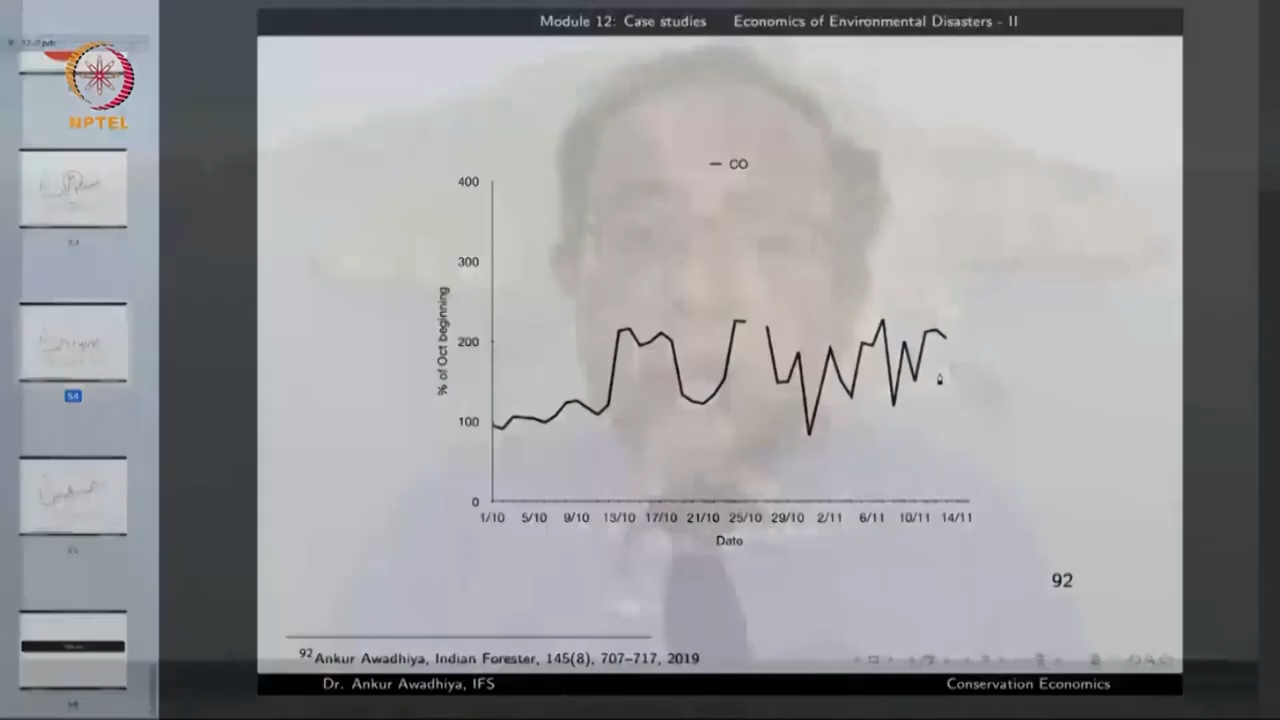 Module 12: Case studies Economics of Environmental Disasters - II
NPTEL
54
CO
400
300
200
100
0
% of Oct beginning
1/10 5/10 9/10 13/10 17/10 21/10 25/10 29/10 2/11 6/11 10/11 14/11
Date
92
92 Ankur Awadhiya, Indian Forester, 145(8), 707–717, 2019
Dr. Ankur Awadhiya, IFS Conservation Economics